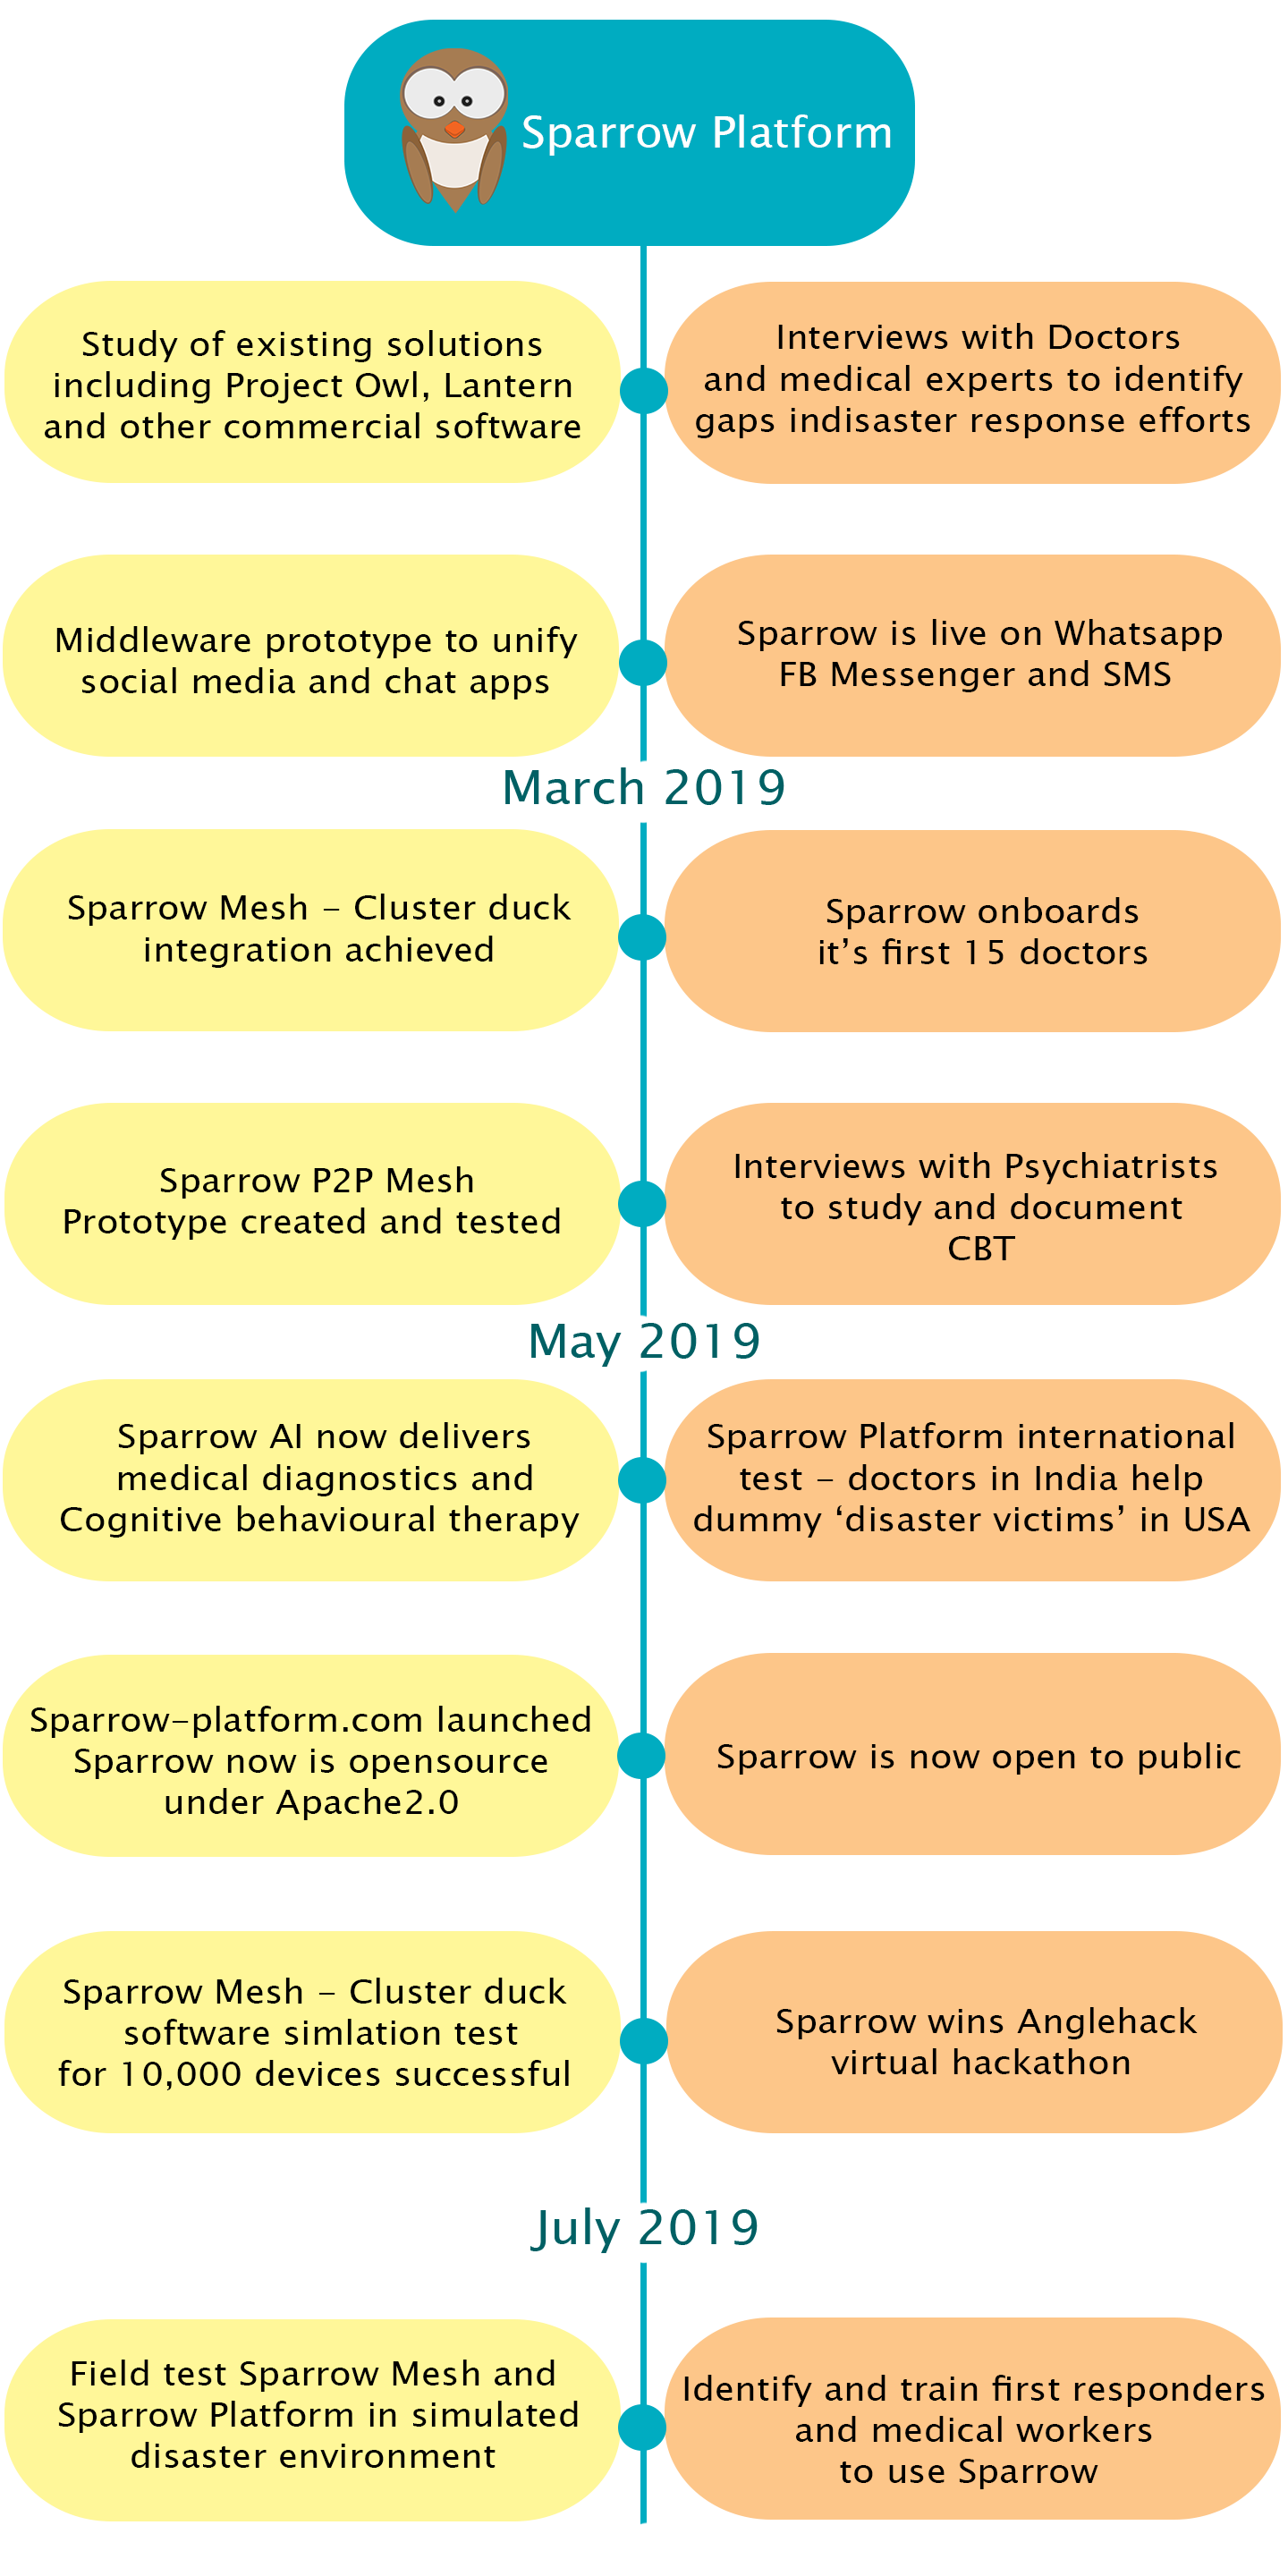 Sparrow Platform
Study of existing solutions
including Project Owl, Lantern
and other commercial software
Interviews with Doctors
and medical experts to identify
gaps indisaster response efforts
Middleware prototype to unify
social media and chat apps
Sparrow is live on Whatsapp
FB Messenger and SMS
March 2019
Sparrow Mesh – Cluster duck
integration achieved
Sparrow onboards
it’s first 15 doctors
Sparrow P2P Mesh
Prototype created and tested
Interviews with Psychiatrists
to study and document
CBT
May 2019
Sparrow AI now delivers
medical diagnostics and
Cognitive behavioural therapy
Sparrow Platform international
test – doctors in India help
dummy ‘disaster victims’ in USA
Sparrow–platform.com launched
Sparrow now is opensource
under Apache2.0
Sparrow is now open to public
Sparrow Mesh – Cluster duck
software simlation test
for 10,000 devices successful
Sparrow wins Anglehack
virtual hackathon
July 2019
Field test Sparrow Mesh and
Sparrow Platform in simulated
disaster environment
Identify and train first responders
and medical workers
to use Sparrow